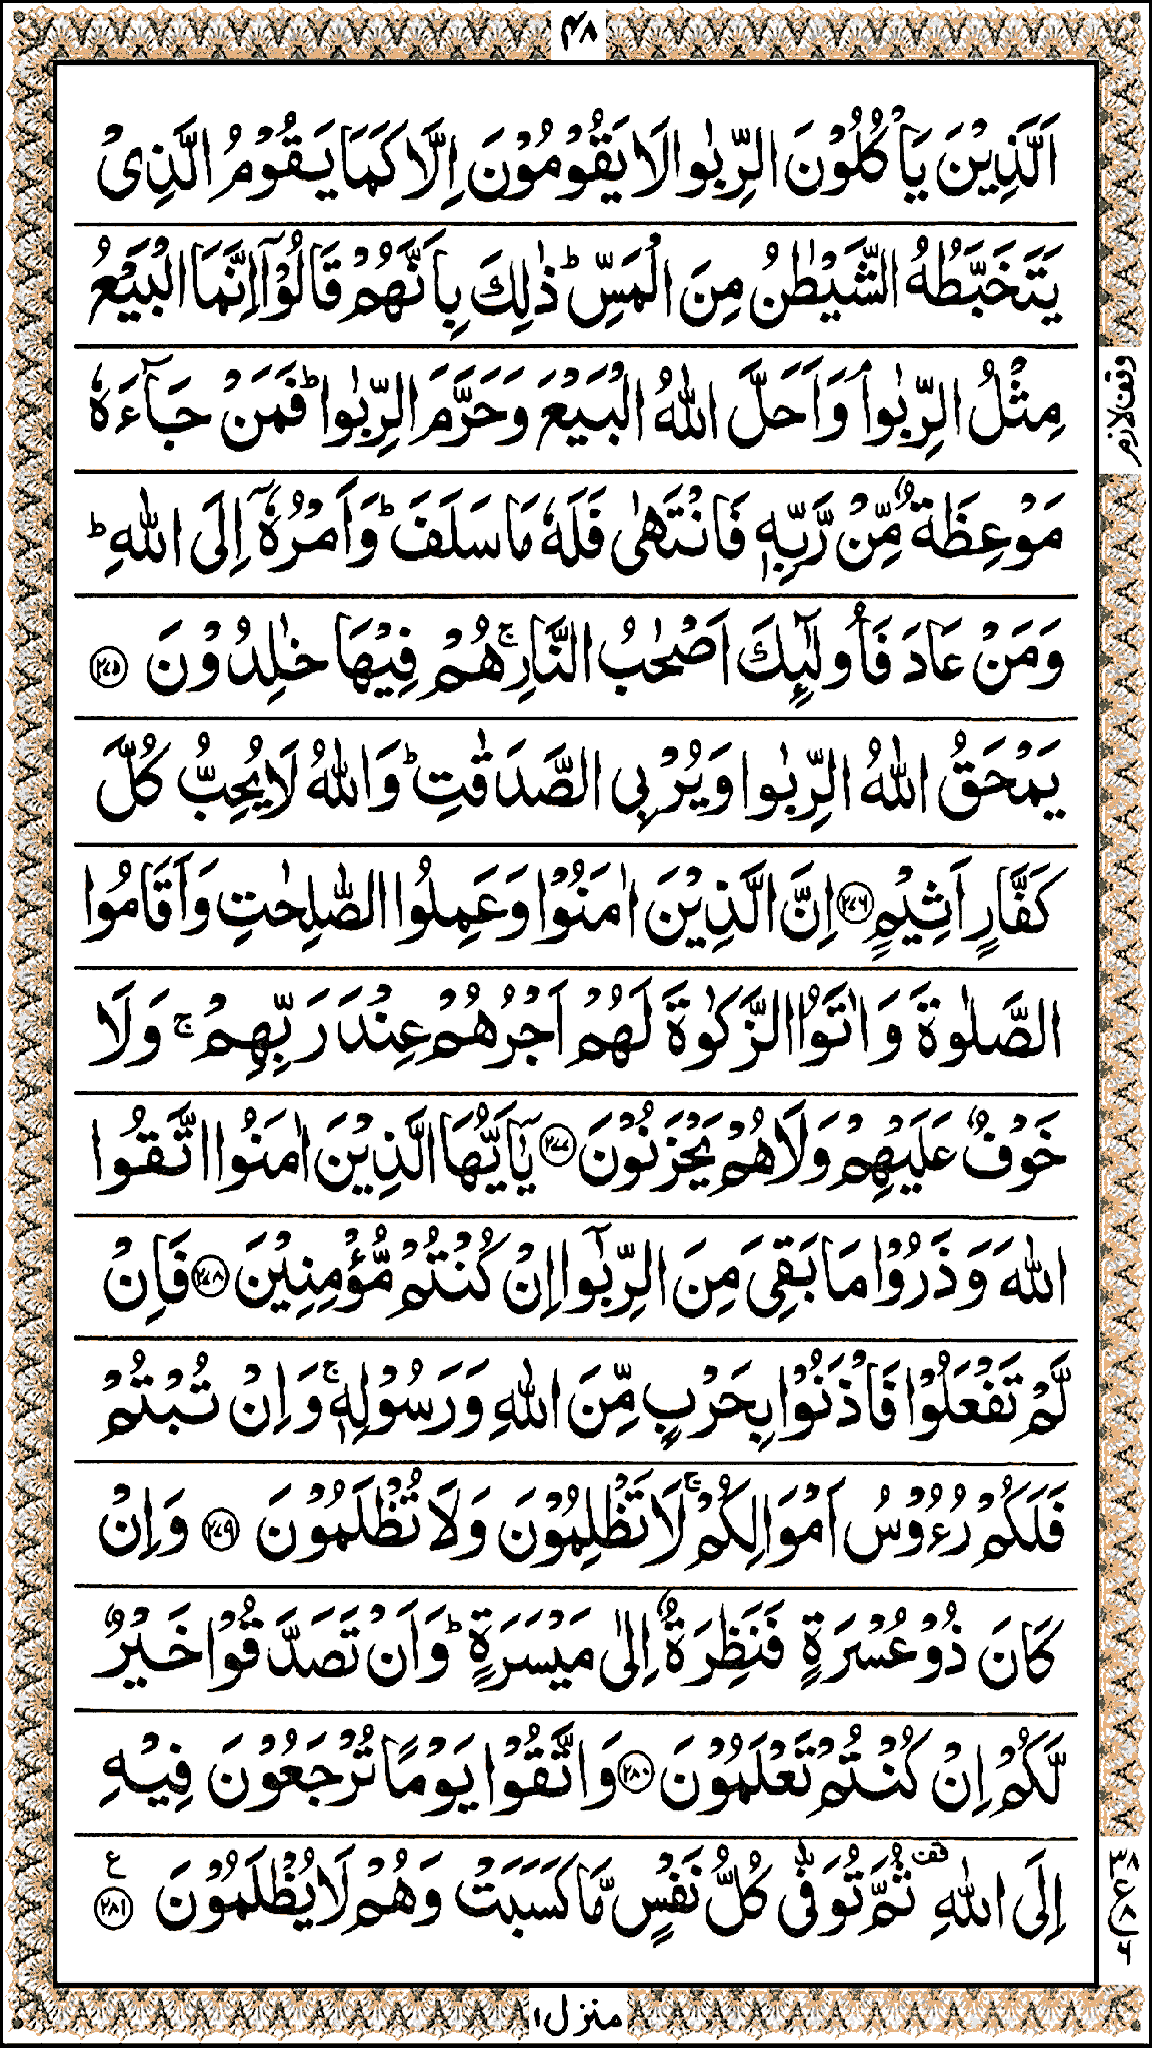 ۴۸
اَلَّذِيْنَ يَاْكُلُوْنَ الرِّبٰوا لَا يَقُوْمُوْنَ اِلَّا كَمَا يَقُوْمُ الَّذِىْ
يَتَخَبَّطُهُ الشَّيْطٰنُ مِنَ الْمَسِّ ؕ ذٰلِكَ بِاَنَّهُمْ قَالُوْۤا اِنَّمَا الْبَيْعُ
مِثْلُ الرِّبٰوا ۘ وَاَحَلَّ اللّٰهُ الْبَيْعَ وَحَرَّمَ الرِّبٰوا ؕ فَمَنْ جَآءَهٗ
وقف لازم
مَوْعِظَةٌ مِّنْ رَّبِّهٖ فَانْتَهٰى فَلَهٗ مَا سَلَفَ ؕ وَاَمْرُهٗۤ اِلَى اللّٰهِ ؕ
وَمَنْ عَادَ فَاُولٰٓٮِٕكَ اَصْحٰبُ النَّارِ ۚ هُمْ فِيْهَا خٰلِدُوْنَ ۲۷۵
يَمْحَقُ اللّٰهُ الرِّبٰوا وَيُرْبِى الصَّدَقٰتِ ؕ وَاللّٰهُ لَا يُحِبُّ كُلَّ
كَفَّارٍ اَثِيْمٍ ۲۷۶ اِنَّ الَّذِيْنَ اٰمَنُوْا وَعَمِلُوا الصّٰلِحٰتِ وَاَقَامُوا
الصَّلٰوةَ وَاٰتَوُا الزَّكٰوةَ لَهُمْ اَجْرُهُمْ عِنْدَ رَبِّهِمْ ۚ وَلَا
خَوْفٌ عَلَيْهِمْ وَلَا هُمْ يَحْزَنُوْنَ ۲۷۷ يٰۤاَيُّهَا الَّذِيْنَ اٰمَنُوا اتَّقُوا
اللّٰهَ وَذَرُوْا مَا بَقِىَ مِنَ الرِّبٰٓوا اِنْ كُنْتُمْ مُّؤْمِنِيْنَ ۲۷۸ فَاِنْ
لَّمْ تَفْعَلُوْا فَاْذَنُوْا بِحَرْبٍ مِّنَ اللّٰهِ وَرَسُوْلِهٖ ۚ وَاِنْ تُبْتُمْ
فَلَكُمْ رُءُوْسُ اَمْوَالِكُمْ ۚ لَا تَظْلِمُوْنَ وَلَا تُظْلَمُوْنَ ۲۷۹ وَاِنْ
كَانَ ذُوْ عُسْرَةٍ فَنَظِرَةٌ اِلٰى مَيْسَرَةٍ ؕ وَاَنْ تَصَدَّقُوْا خَيْرٌ
لَّكُمْ اِنْ كُنْتُمْ تَعْلَمُوْنَ ۲۸۰ وَاتَّقُوْا يَوْمًا تُرْجَعُوْنَ فِيْهِ
اِلَى اللّٰهِ ۗ ثُمَّ تُوَفّٰى كُلُّ نَفْسٍ مَّا كَسَبَتْ وَهُمْ لَا يُظْلَمُوْنَ ۲۸۱ ع
۳۸
ع ۸
۶
منزل ۱